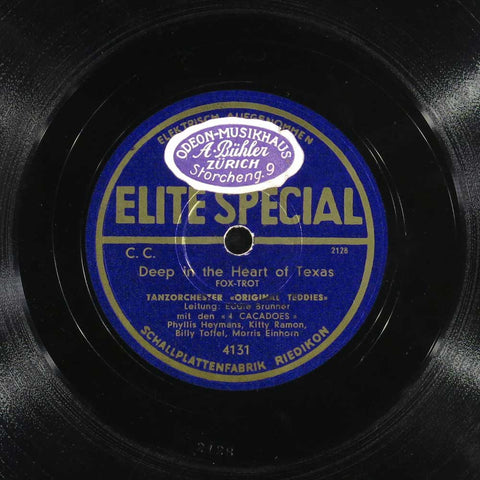 ELEKTRISCH AUFGENOMMEN
ODEON-MUSIKHAUS
A. Bühler
ZÜRICH
Storcheng. 9
ELITE SPECIAL
C. C.
2128
Deep in the Heart of Texas
FOX-TROT
TANZORCHESTER «ORIGINAL TEDDIES»
Leitung: Eddie Brunner
mit den «4 CACADOES»
Phyllis Heymans, Kitty Ramon,
Billy Toffel, Morris Einhorn
4131
SCHALLPLATTENFABRIK RIEDIKON